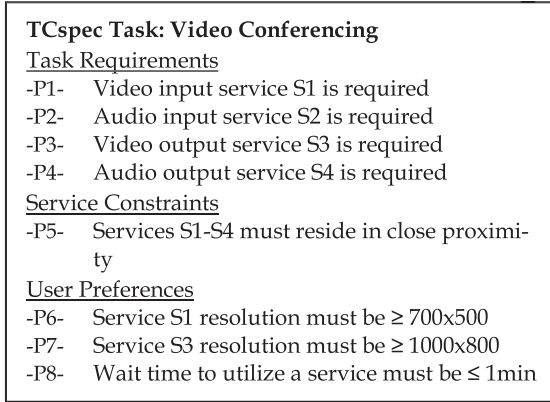 TCspec Task: Video Conferencing
Task Requirements
-P1- Video input service S1 is required
-P2- Audio input service S2 is required
-P3- Video output service S3 is required
-P4- Audio output service S4 is required
Service Constraints
-P5- Services S1-S4 must reside in close proximi-
ty
User Preferences
-P6- Service S1 resolution must be ≥ 700x500
-P7- Service S3 resolution must be ≥ 1000x800
-P8- Wait time to utilize a service must be ≤ 1min